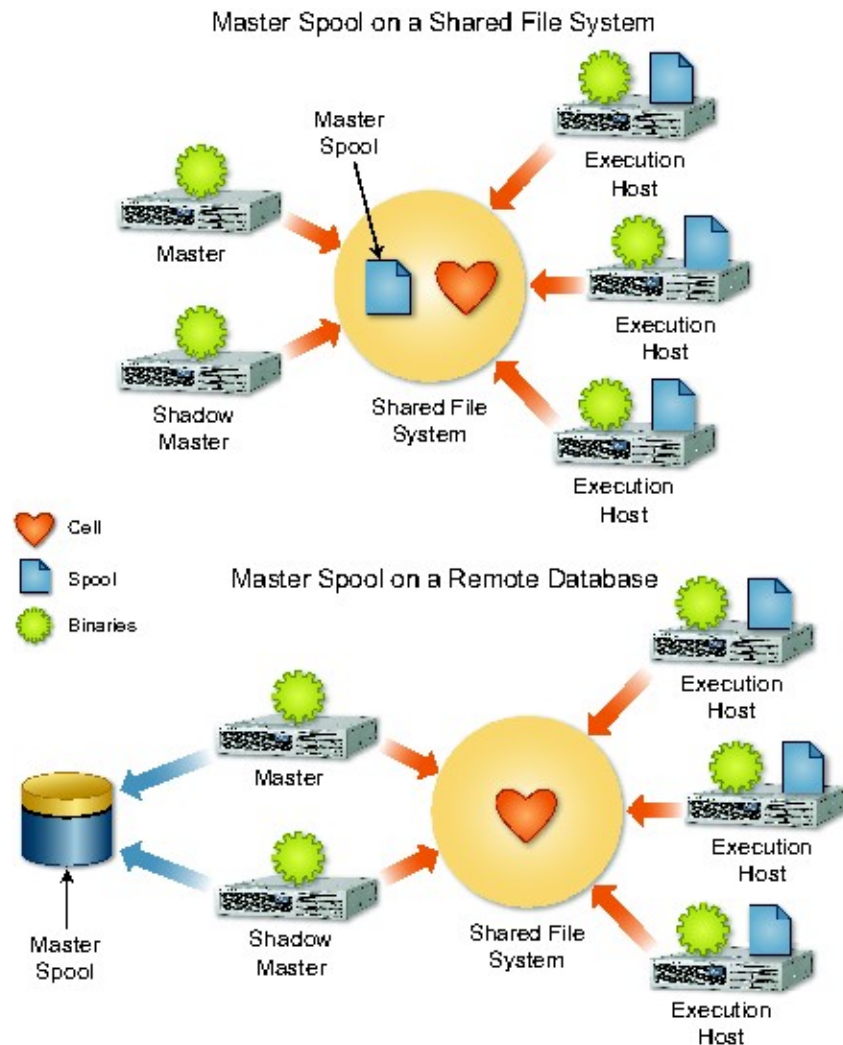 Master Spool on a Shared File System
Master
Spool
Execution
Host
Master
Execution
Host
Shadow
Master
Shared File
System
Execution
Host
Cell
Spool
Binaries
Master Spool on a Remote Database
Execution
Host
Master
Execution
Host
Master
Spool
Shadow
Master
Shared File
System
Execution
Host